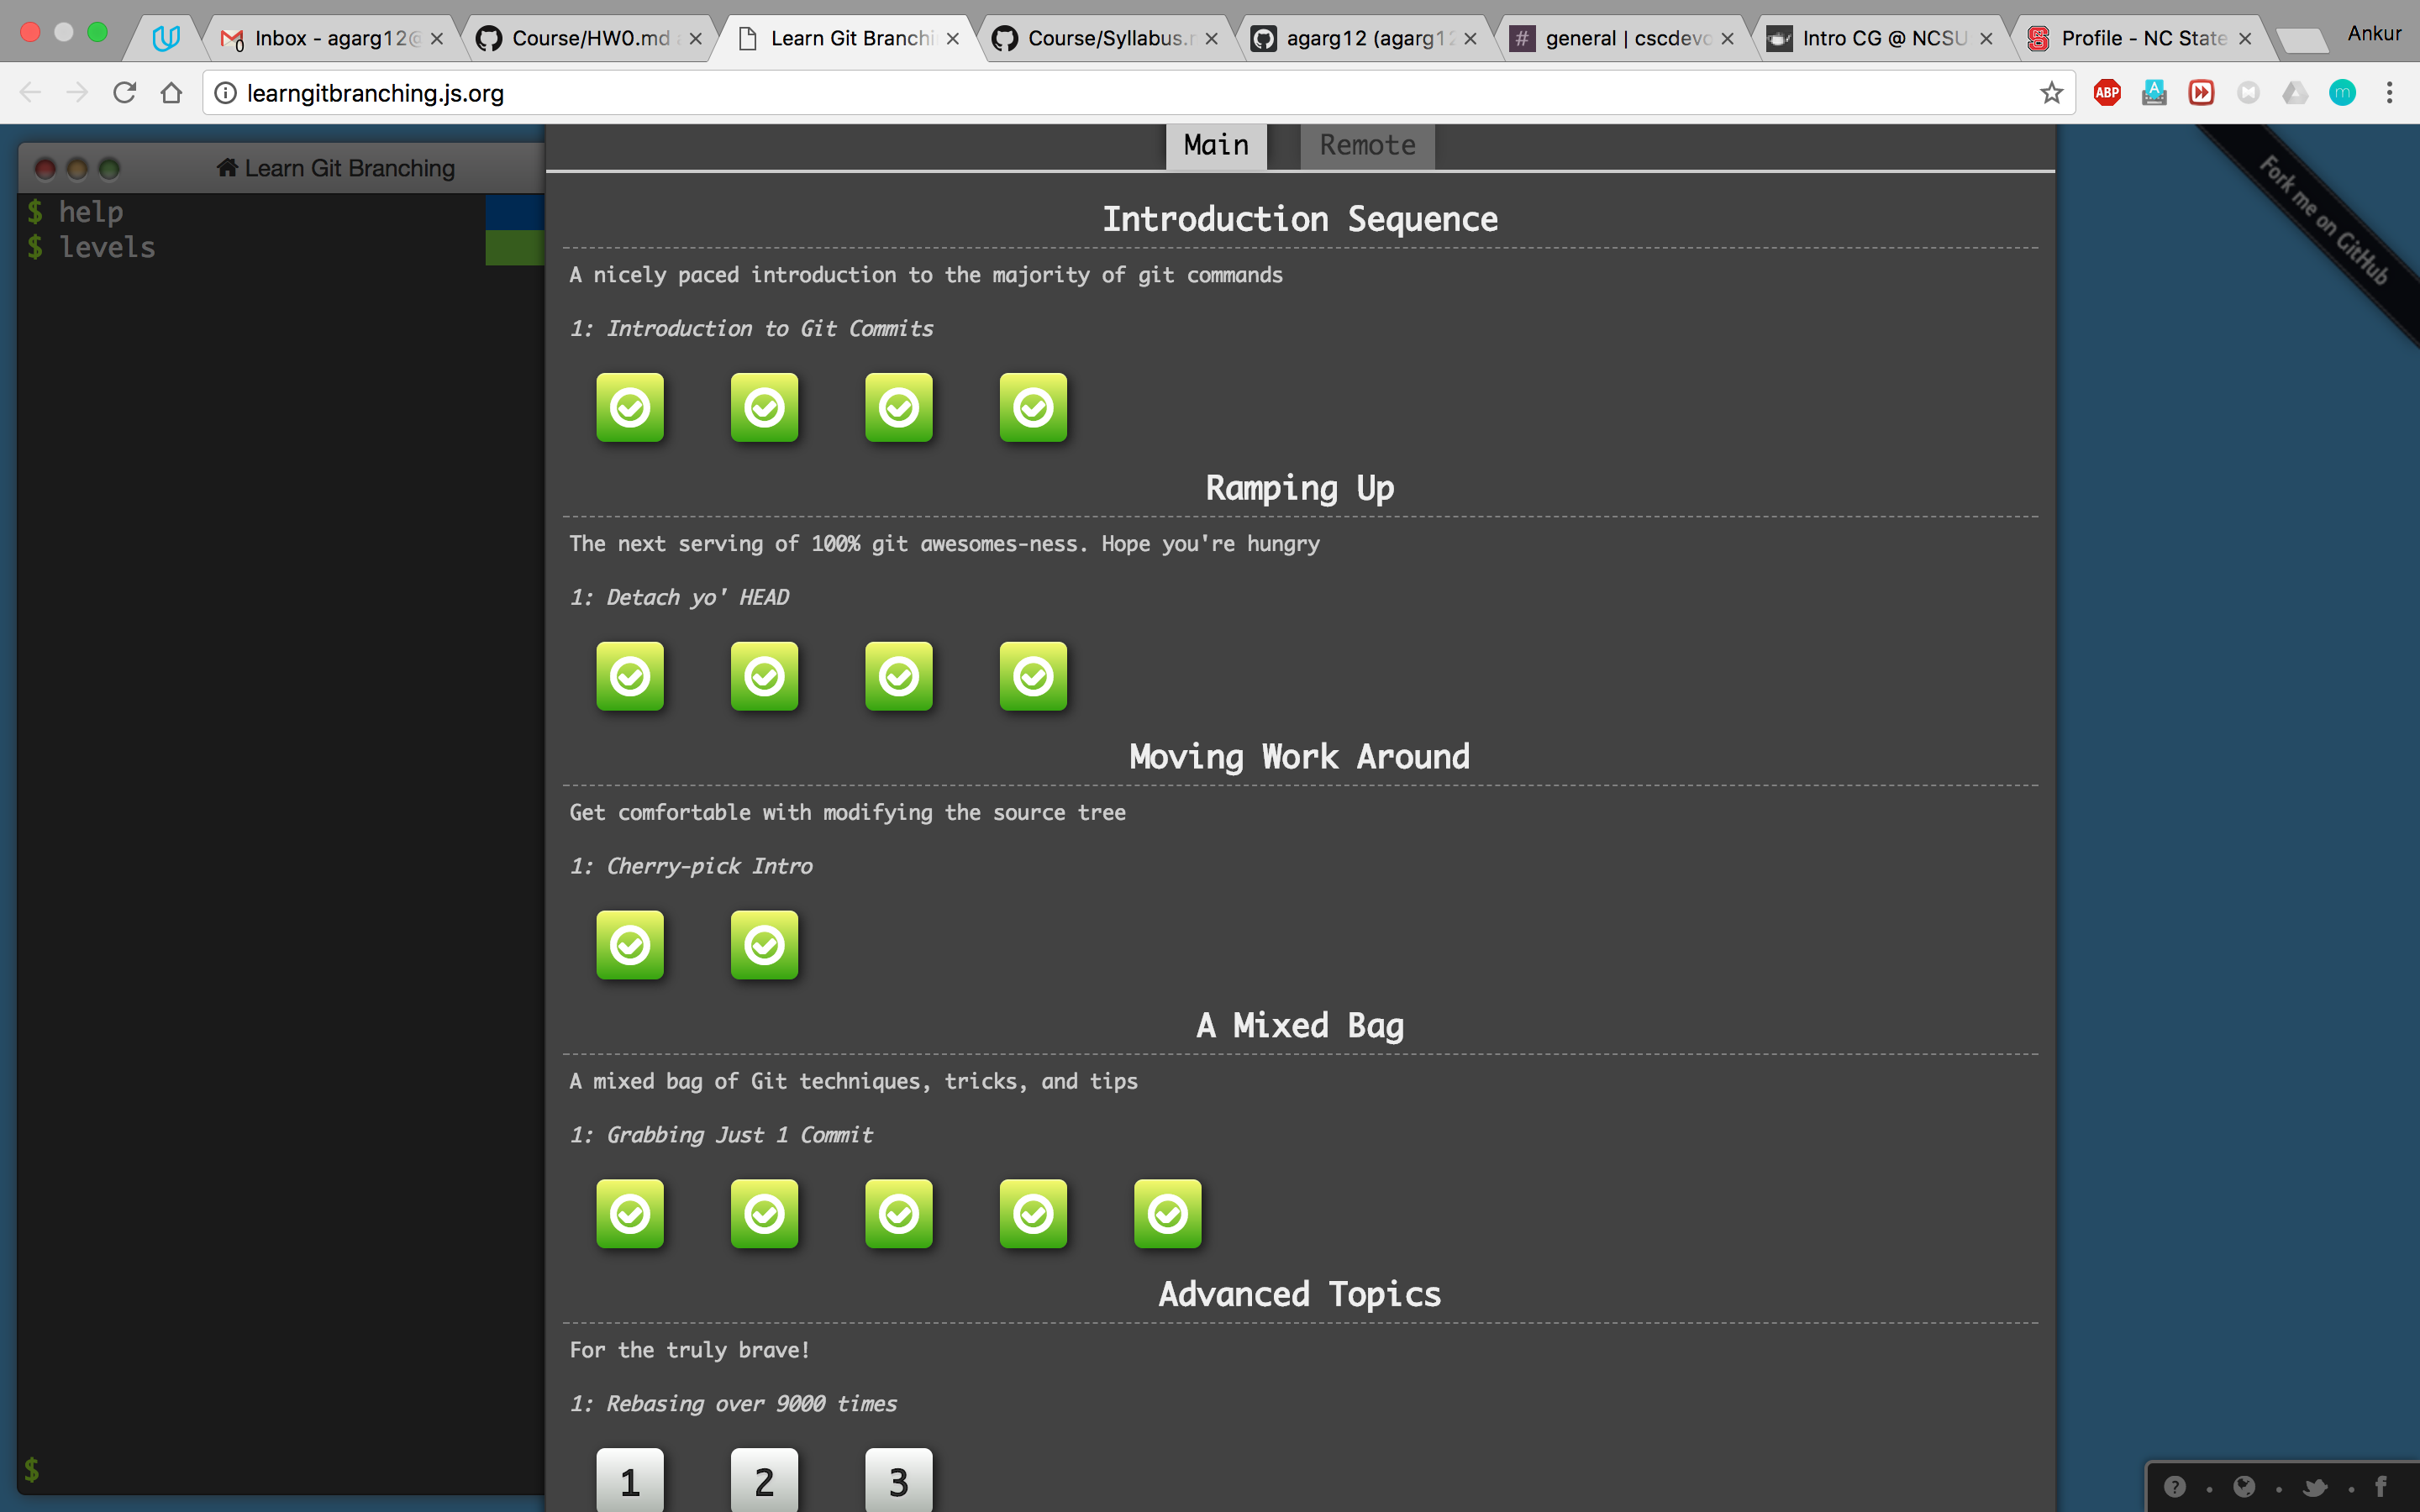 Inbox - agarg12@
Course/HW0.md
Learn Git Branchi
Course/Syllabus.r
agarg12 (agarg12
general | cscdevo
Intro CG @ NCSU
Profile - NC State
Ankur
learngitbranching.js.org
ABP
Learn Git Branching
$ help
$ levels
$
Main
Remote
Introduction Sequence
A nicely paced introduction to the majority of git commands
1: Introduction to Git Commits
Ramping Up
The next serving of 100% git awesomes-ness. Hope you're hungry
1: Detach yo' HEAD
Moving Work Around
Get comfortable with modifying the source tree
1: Cherry-pick Intro
A Mixed Bag
A mixed bag of Git techniques, tricks, and tips
1: Grabbing Just 1 Commit
Advanced Topics
For the truly brave!
1: Rebasing over 9000 times
1 2 3
Fork me on GitHub